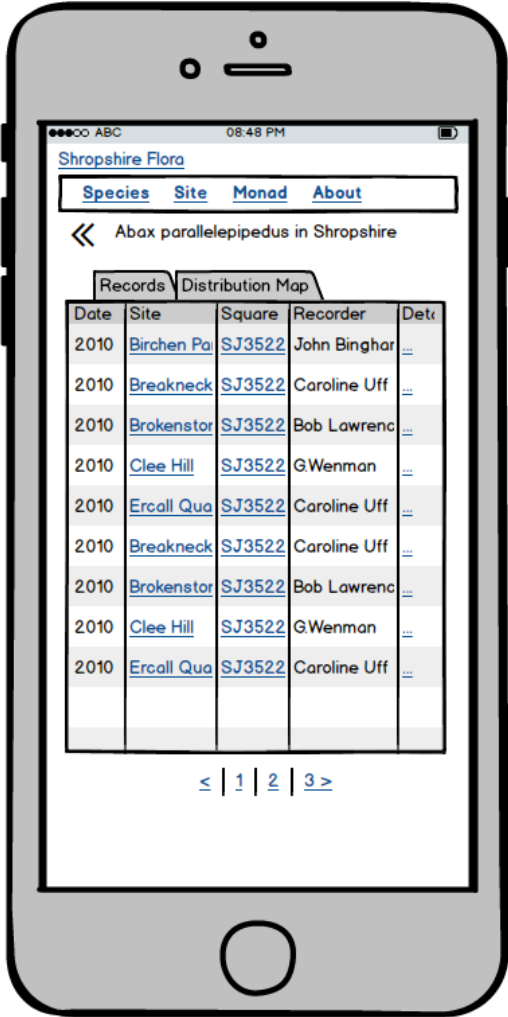 ABC 08:48 PM
Shropshire Flora
Species Site Monad About
Abax parallelepipedus in Shropshire
Records Distribution Map
Date Site Square Recorder Deta
2010 Birchen Par SJ3522 John Binghar ...
2010 Breakneck SJ3522 Caroline Uff ...
2010 Brokenstor SJ3522 Bob Lawrenc ...
2010 Clee Hill SJ3522 G.Wenman ...
2010 Ercall Qua SJ3522 Caroline Uff ...
2010 Breakneck SJ3522 Caroline Uff ...
2010 Brokenstor SJ3522 Bob Lawrenc ...
2010 Clee Hill SJ3522 G.Wenman ...
2010 Ercall Qua SJ3522 Caroline Uff ...
< | 1 | 2 | 3 >